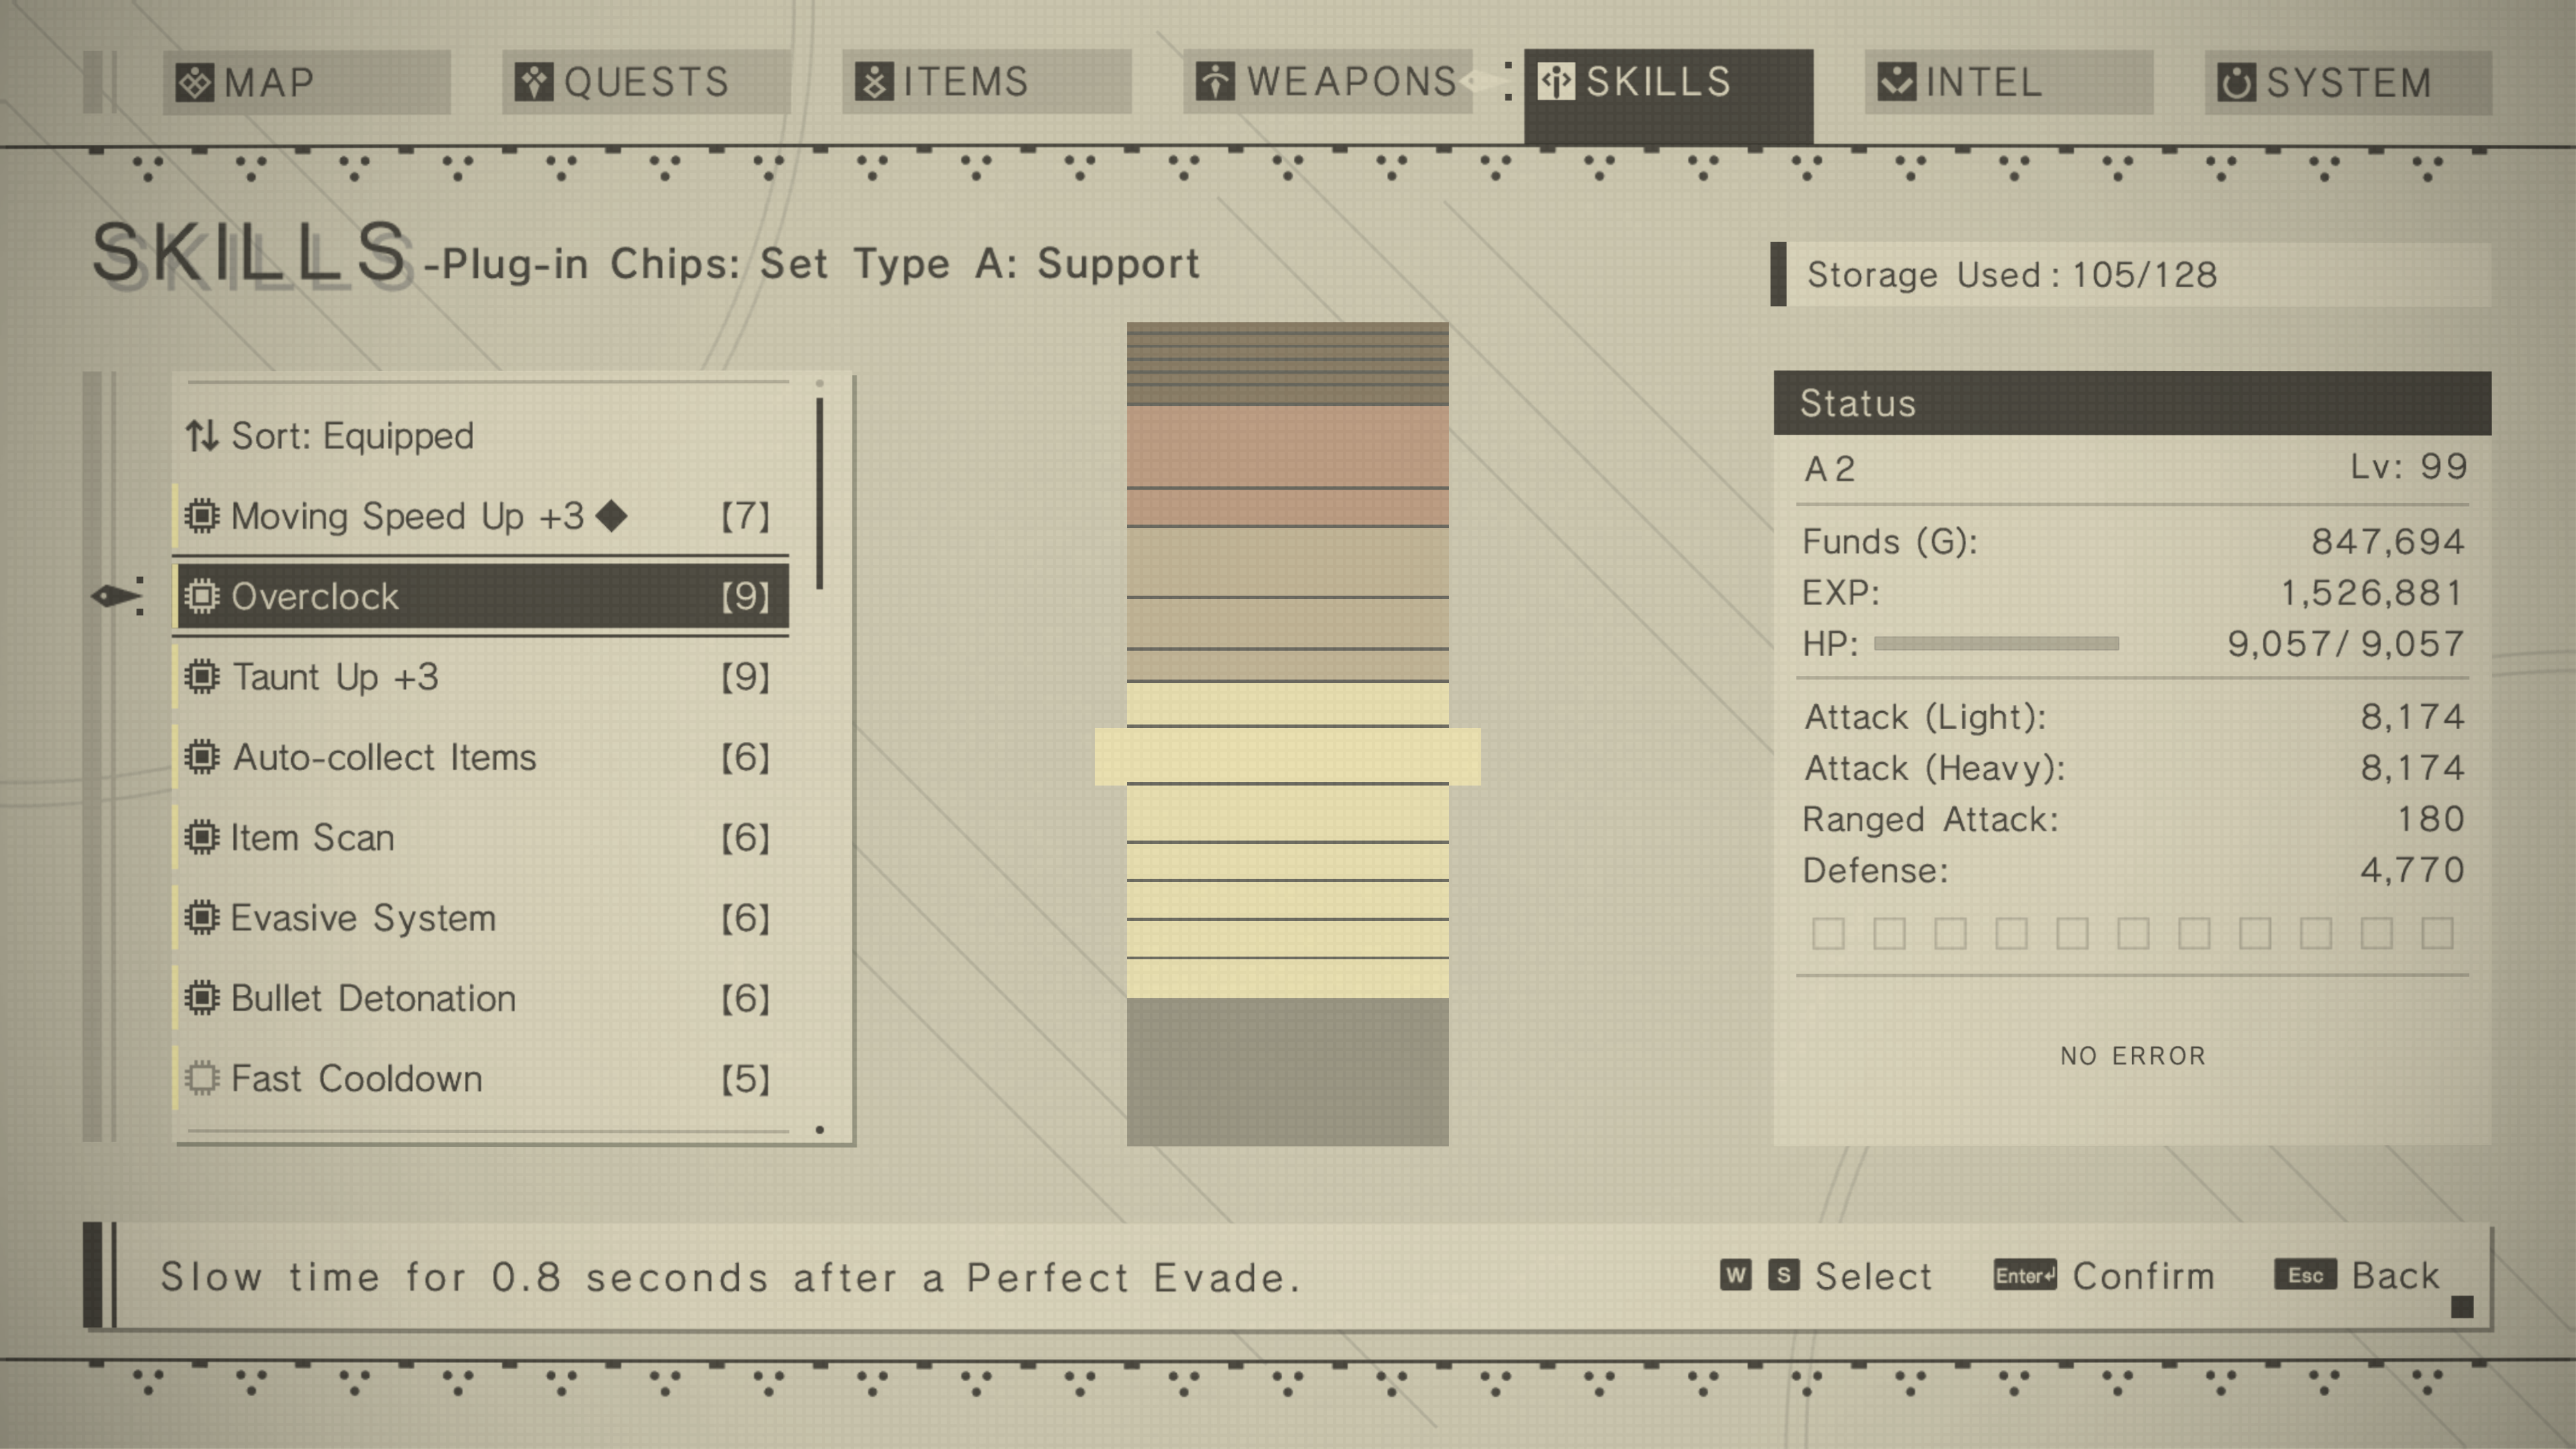 MAP QUESTS ITEMS WEAPONS SKILLS INTEL SYSTEM
SKILLS -Plug-in Chips: Set Type A: Support
Storage Used: 105/128
Sort: Equipped
Moving Speed Up +3 ◆ 【7】
Overclock 【9】
Taunt Up +3 【9】
Auto-collect Items 【6】
Item Scan 【6】
Evasive System 【6】
Bullet Detonation 【6】
Fast Cooldown 【5】
Status
A2 Lv: 99
Funds (G): 847,694
EXP: 1,526,881
HP: 9,057/ 9,057
Attack (Light): 8,174
Attack (Heavy): 8,174
Ranged Attack: 180
Defense: 4,770
NO ERROR
Slow time for 0.8 seconds after a Perfect Evade.
W S Select Enter Confirm Esc Back